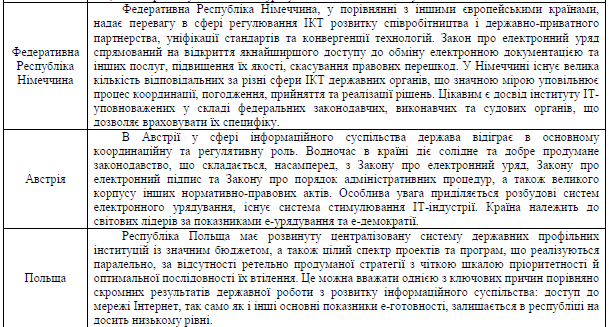 Федеративна Республіка Німеччина, у порівнянні з іншими європейськими країнами,
надає перевагу в сфері регулювання ІКТ розвитку співробітництва і державно-приватного
партнерства, уніфікації стандартів та конвергенції технологій. Закон про електронний уряд
спрямований на відкриття якнайширшого доступу до обміну електронною документацією та
інших послуг, підвищення їх якості, скасування правових перешкод. У Німеччині існує велика
кількість відповідальних за різні сфери ІКТ державних органів, що значною мірою уповільнює
процес координації, погодження, прийняття та реалізації рішень. Цікавим є досвід інституту ІТ-
уповноважених у складі федеральних законодавчих, виконавчих та судових органів, що
дозволяє враховувати їх специфіку.
Федеративна
Республіка
Німеччина
В Австрії у сфері інформаційного суспільства держава відіграє в основному
координаційну та регулятивну роль. Водночас в країні діє солідне та добре продумане
законодавство, що складається, насамперед, з Закону про електронний уряд, Закону про
електронний підпис та Закону про порядок адміністративних процедур, а також великого
корпусу інших нормативно-правових актів. Особлива увага приділяється розбудові систем
електронного урядування, існує система стимулювання ІТ-індустрії. Країна належить до
світових лідерів за показниками е-урядування та е-демократії.
Австрія
Республіка Польща має розвинуту централізовану систему державних профільних
інституцій із значним бюджетом, а також цілий спектр проектів та програм, що реалізуються
паралельно, за відсутності ретельно продуманої стратегії з чіткою шкалою пріоритетності й
оптимальної послідовності їх втілення. Це можна вважати однією з ключових причин порівняно
скромних результатів державної роботи з розвитку інформаційного суспільства: доступ до
мережі Інтернет, так само як і інші основні показники е-готовності, залишається в республіці на
досить низькому рівні.
Польща